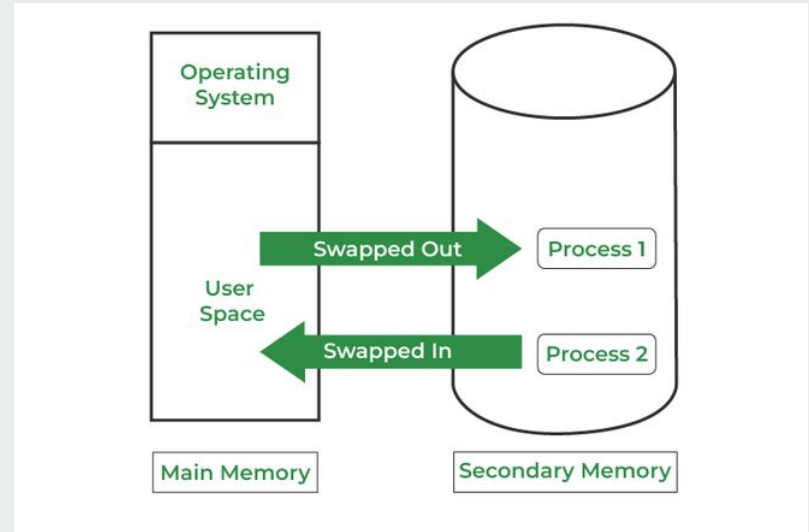 Operating
System
Swapped Out
Process 1
User
Space
Swapped In
Process 2
Main Memory
Secondary Memory